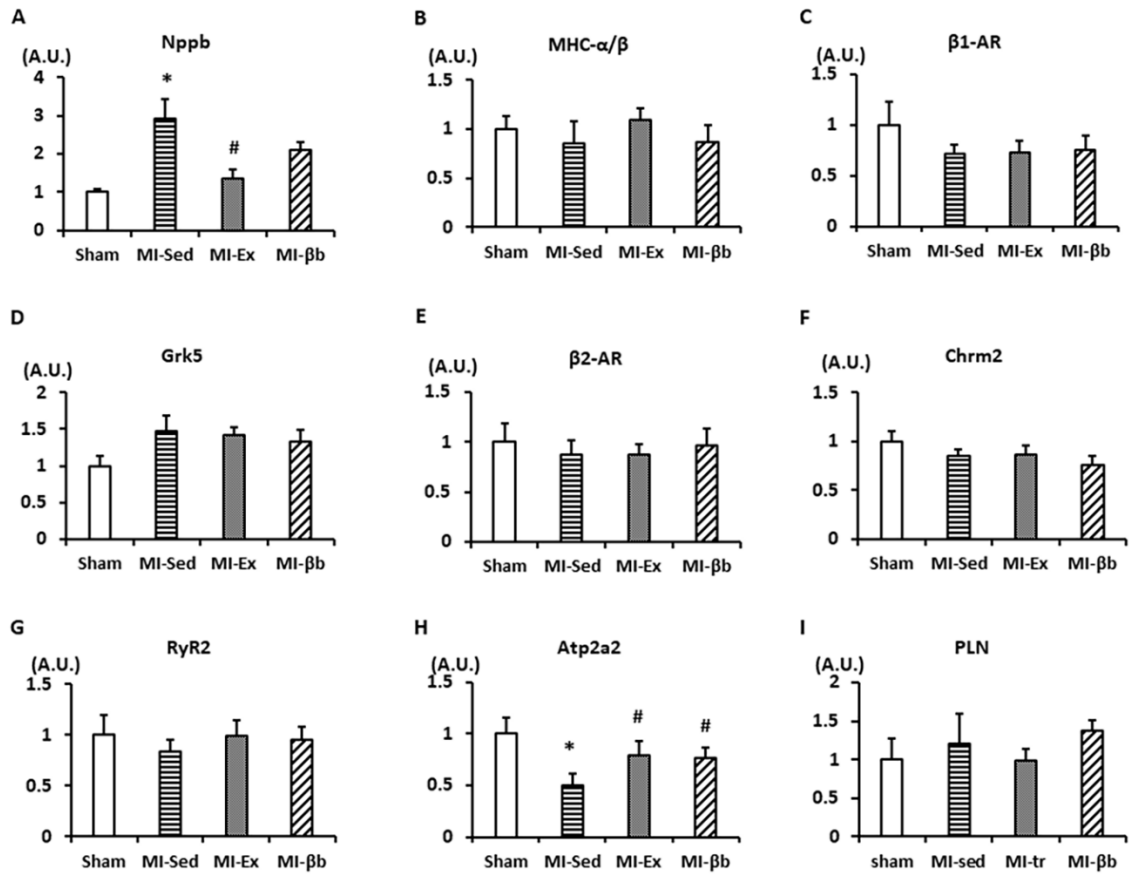 A
Nppb
(A.U.)
4
3
2
1
0
*
#
Sham MI-Sed MI-Ex MI-βb
B
MHC-α/β
(A.U.)
1.5
1
0.5
0
Sham MI-Sed MI-Ex MI-βb
C
β1-AR
(A.U.)
1.5
1
0.5
0
Sham MI-Sed MI-Ex MI-βb
D
Grk5
(A.U.)
2
1.5
1
0.5
0
Sham MI-Sed MI-Ex MI-βb
E
β2-AR
(A.U.)
1.5
1
0.5
0
Sham MI-Sed MI-Ex MI-βb
F
Chrm2
(A.U.)
1.5
1
0.5
0
Sham MI-Sed MI-Ex MI-βb
G
RyR2
(A.U.)
1.5
1
0.5
0
Sham MI-Sed MI-Ex MI-βb
H
Atp2a2
(A.U.)
1.5
1
0.5
0
*
#
#
Sham MI-Sed MI-Ex MI-βb
I
PLN
(A.U.)
2
1.5
1
0.5
0
sham MI-sed MI-tr MI-βb